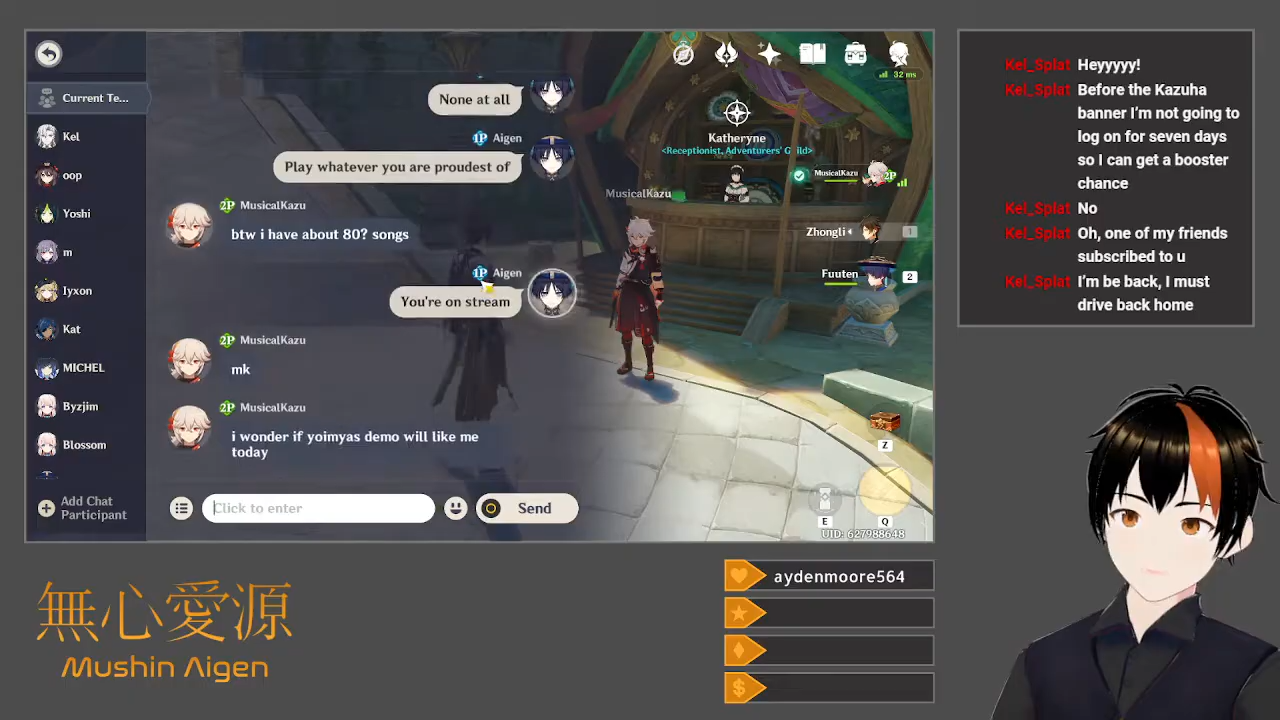 Current Te...
Kel
oop
Yoshi
m
Iyxon
Kat
MICHEL
Byzjim
Blossom
Add Chat
Participant
None at all
1P Aigen
Play whatever you are proudest of
2P MusicalKazu
btw i have about 80? songs
1P Aigen
You're on stream
2P MusicalKazu
mk
2P MusicalKazu
i wonder if yoimyas demo will like me
today
Click to enter
Send
32 ms
Katheryne
<Receptionist, Adventurers' Guild>
MusicalKazu
2P
MusicalKazu
Zhongli
1
Fuuten
2
Z
E
Q
UID: 627988648
Kel_Splat Heyyyyy!
Kel_Splat Before the Kazuha
banner I'm not going to
log on for seven days
so I can get a booster
chance
Kel_Splat No
Kel_Splat Oh, one of my friends
subscribed to u
Kel_Splat I'm be back, I must
drive back home
無心愛源
Mushin Aigen
aydenmoore564
$